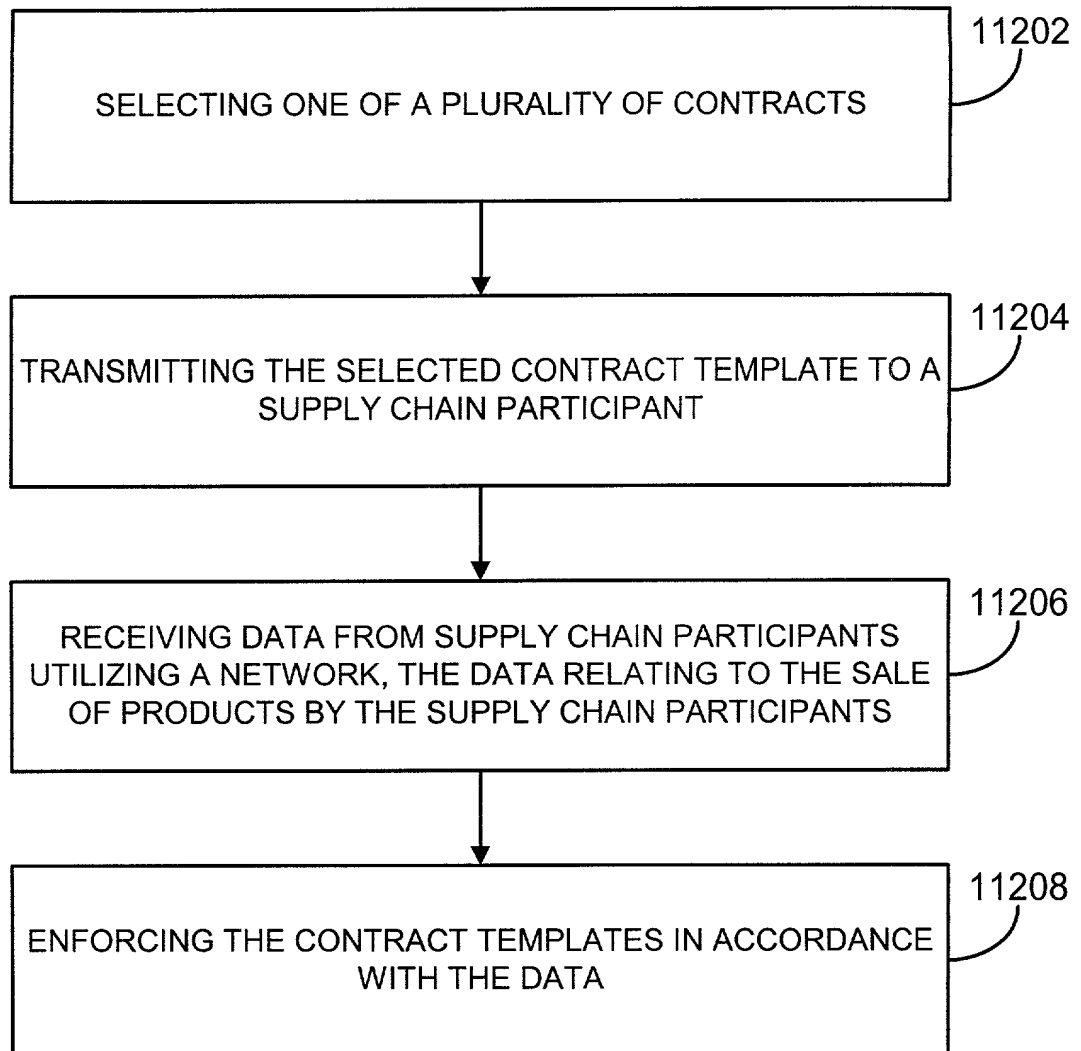 11202
SELECTING ONE OF A PLURALITY OF CONTRACTS
11204
TRANSMITTING THE SELECTED CONTRACT TEMPLATE TO A
SUPPLY CHAIN PARTICIPANT
11206
RECEIVING DATA FROM SUPPLY CHAIN PARTICIPANTS
UTILIZING A NETWORK, THE DATA RELATING TO THE SALE
OF PRODUCTS BY THE SUPPLY CHAIN PARTICIPANTS
11208
ENFORCING THE CONTRACT TEMPLATES IN ACCORDANCE
WITH THE DATA